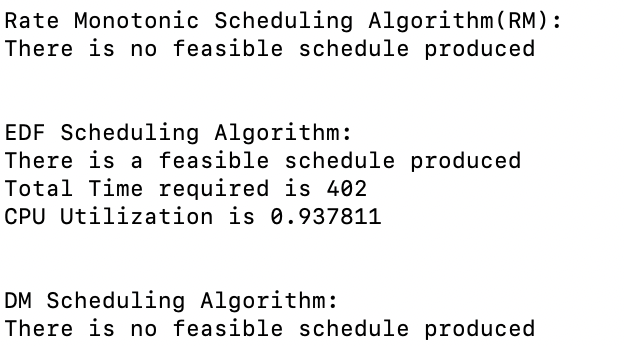 Rate Monotonic Scheduling Algorithm(RM):
There is no feasible schedule produced
EDF Scheduling Algorithm:
There is a feasible schedule produced
Total Time required is 402
CPU Utilization is 0.937811
DM Scheduling Algorithm:
There is no feasible schedule produced